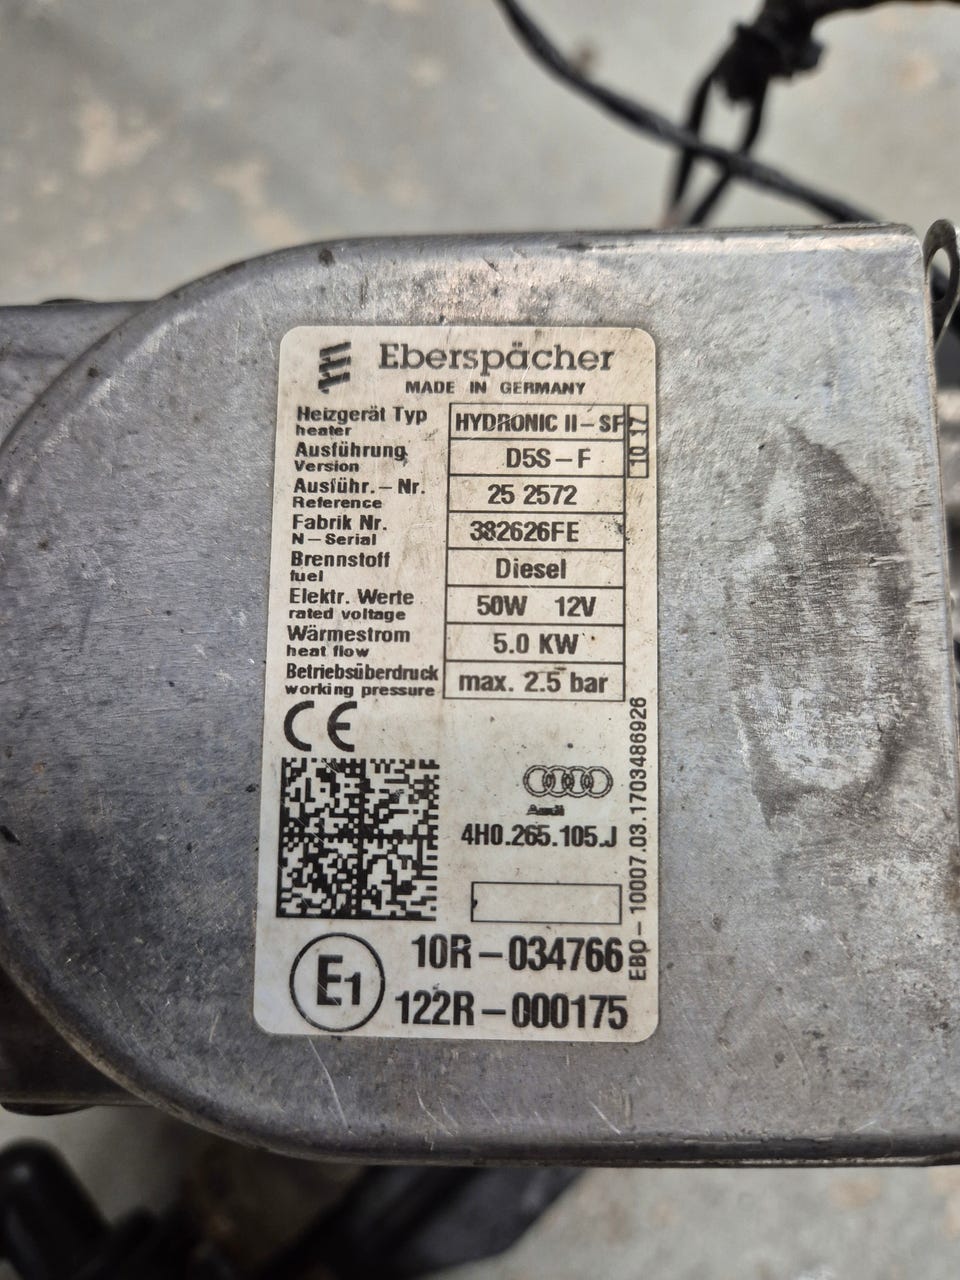 Eberspächer
MADE IN GERMANY
Heizgerät Typ HYDRONIC II – SF
heater
10 17
Ausführung D5S – F
Version
Ausführ. – Nr. 25 2572
Reference
Fabrik Nr. 382626FE
N – Serial
Brennstoff Diesel
fuel
Elektr. Werte 50W 12V
rated voltage
Wärmestrom 5.0 KW
heat flow
Betriebsüberdruck max. 2.5 bar
working pressure
CE
Audi
4H0.265.105.J
EB0 – 10007.03.1703486926
E1
10R – 034766
122R – 000175